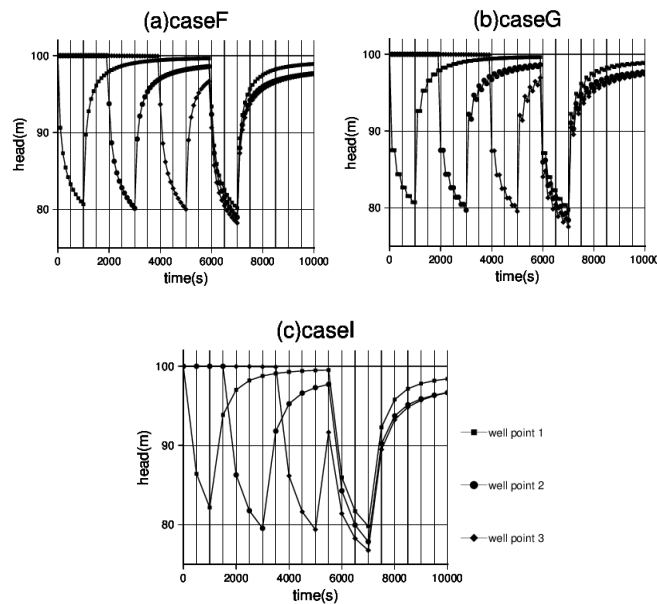 (a)caseF
(b)caseG
100
90
80
head(m)
0 2000 4000 6000 8000 10000
time(s)
100
90
80
head(m)
0 2000 4000 6000 8000 10000
time(s)
(c)caseI
100
90
80
head(m)
0 2000 4000 6000 8000 10000
time(s)
well point 1
well point 2
well point 3